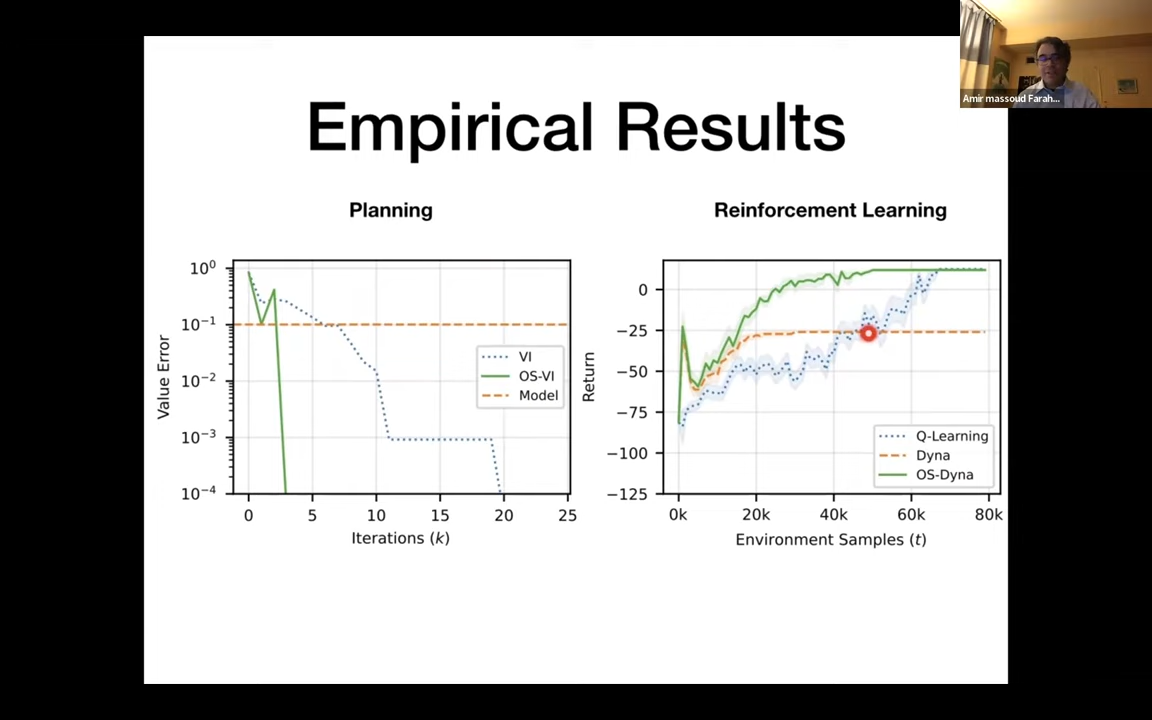 Amir massoud Farah...
Empirical Results
Planning
Reinforcement Learning
Value Error
10⁰
10⁻¹
10⁻²
10⁻³
10⁻⁴
VI
OS-VI
Model
0 5 10 15 20 25
Iterations (k)
Return
0
−25
−50
−75
−100
−125
Q-Learning
Dyna
OS-Dyna
0k 20k 40k 60k 80k
Environment Samples (t)